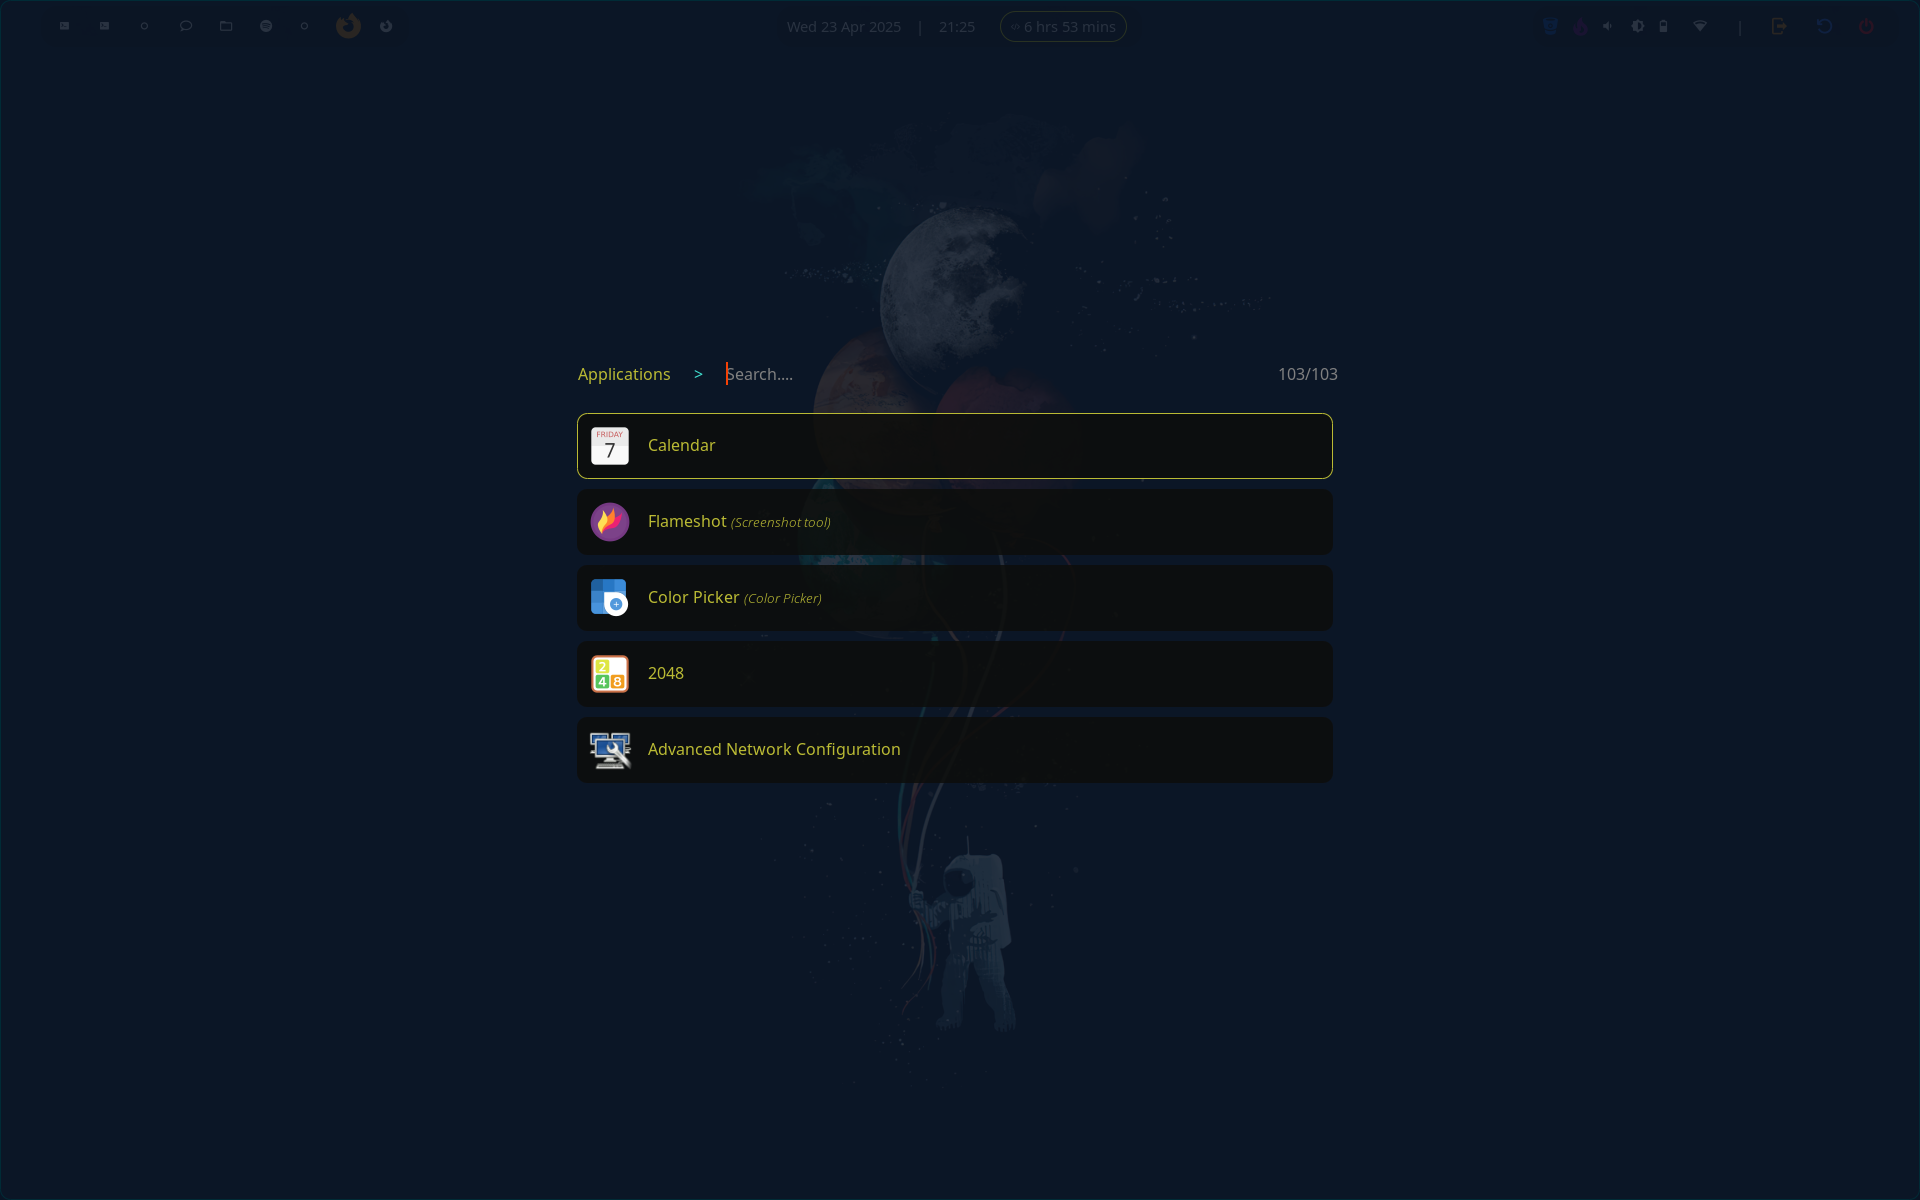 Wed 23 Apr 2025 | 21:25 6 hrs 53 mins |
Applications > Search.... 103/103
FRIDAY
7
Calendar
Flameshot (Screenshot tool)
Color Picker (Color Picker)
2
4 8
2048
Advanced Network Configuration